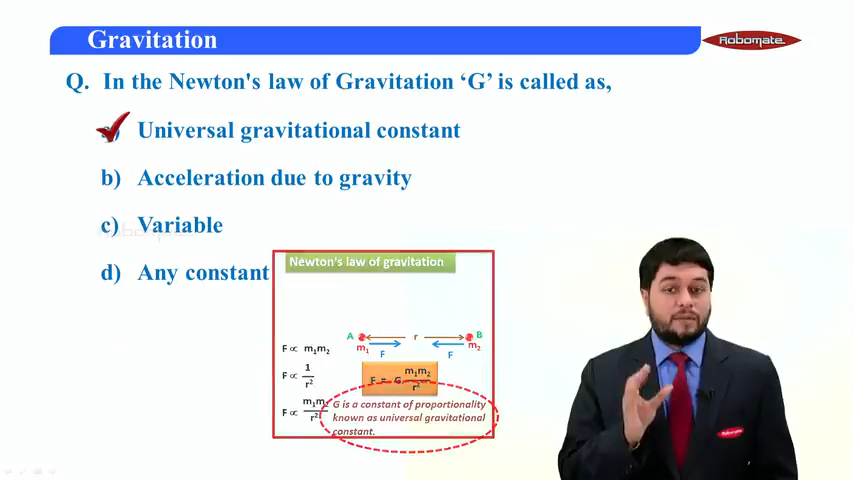 Gravitation
Robomate
Q. In the Newton's law of Gravitation ‘G’ is called as,
Universal gravitational constant
b) Acceleration due to gravity
c) Variable
d) Any constant
Newton's law of gravitation
A r B
m₁ F F m₂
F ∝ m₁m₂
F ∝ 1/r²
F = G m₁m₂/r²
F ∝ m₁m₂/r²
G is a constant of proportionality
known as universal gravitational
constant.
Robomate